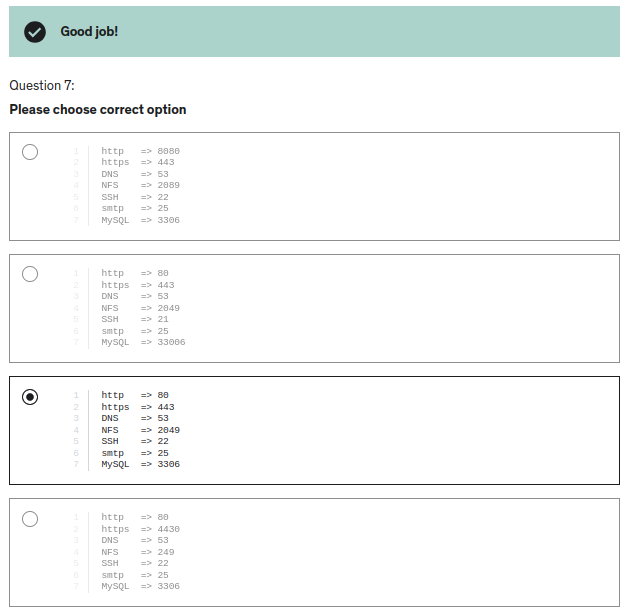 Good job!
Question 7:
Please choose correct option
1 http => 8080
2 https => 443
3 DNS => 53
4 NFS => 2089
5 SSH => 22
6 smtp => 25
7 MySQL => 3306
1 http => 80
2 https => 443
3 DNS => 53
4 NFS => 2049
5 SSH => 21
6 smtp => 25
7 MySQL => 33006
1 http => 80
2 https => 443
3 DNS => 53
4 NFS => 2049
5 SSH => 22
6 smtp => 25
7 MySQL => 3306
1 http => 80
2 https => 4430
3 DNS => 53
4 NFS => 249
5 SSH => 22
6 smtp => 25
7 MySQL => 3306